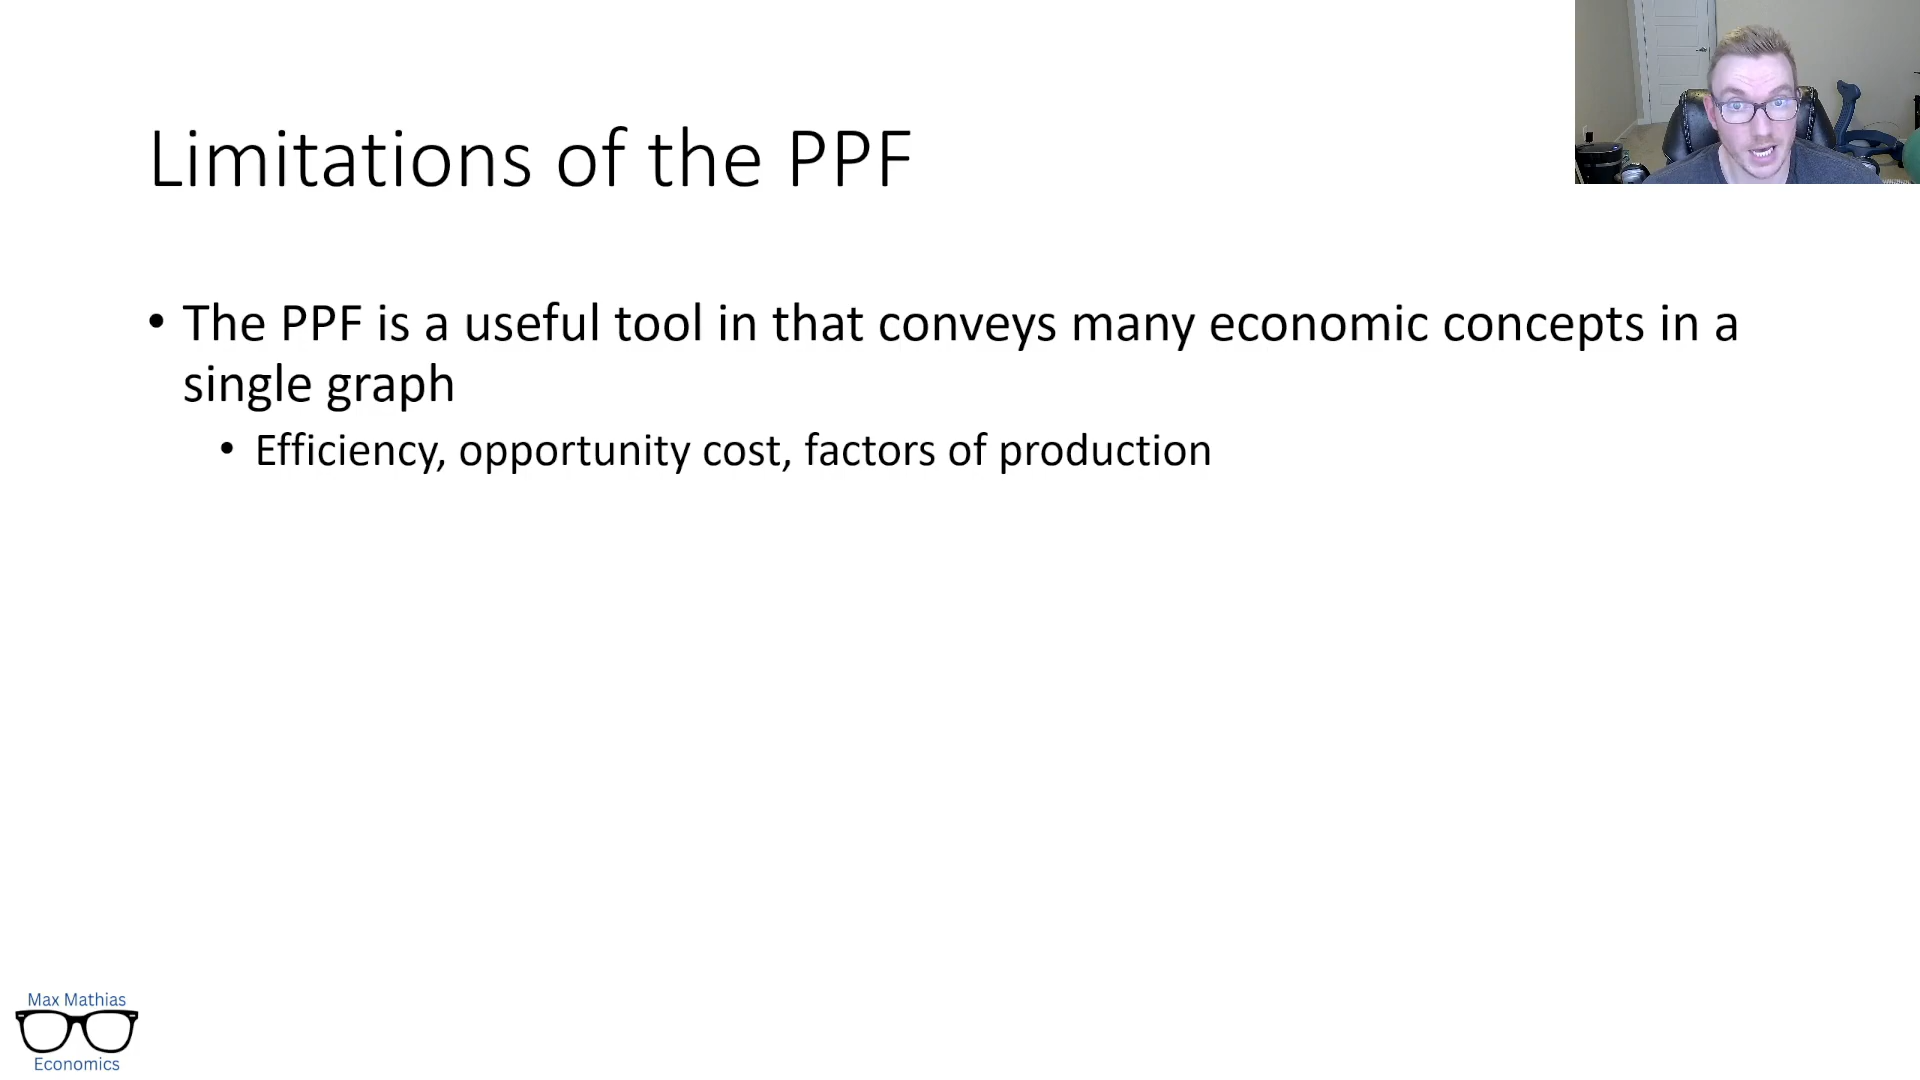 Limitations of the PPF
• The PPF is a useful tool in that conveys many economic concepts in a
single graph
• Efficiency, opportunity cost, factors of production
Max Mathias
Economics